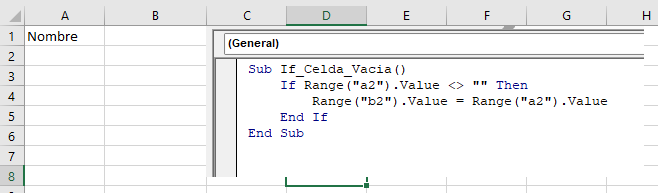 A B C D E F G H
1 Nombre
(General)
2
3
4
5
6
7
8
Sub If_Celda_Vacia()
If Range("a2").Value <> "" Then
Range("b2").Value = Range("a2").Value
End If
End Sub